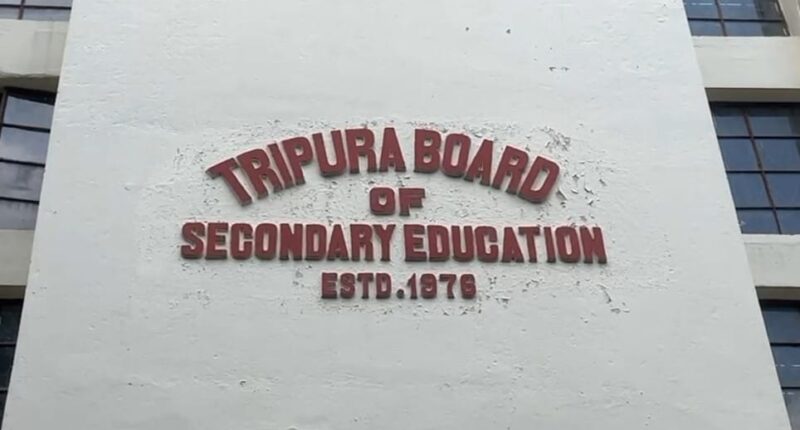 TRIPURA BOARD
OF
SECONDARY EDUCATION
ESTD.1976